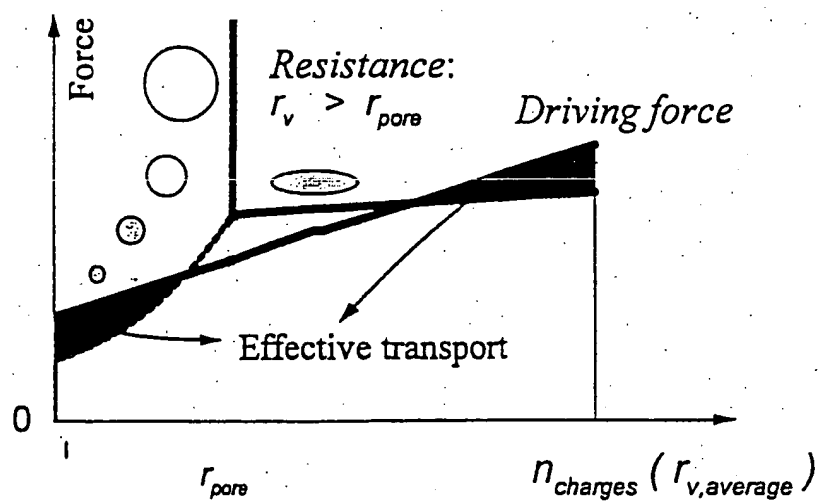 Force
Resistance:
r_v > r_pore
Driving force
Effective transport
0
r_pore
n_charges (r_v,average)